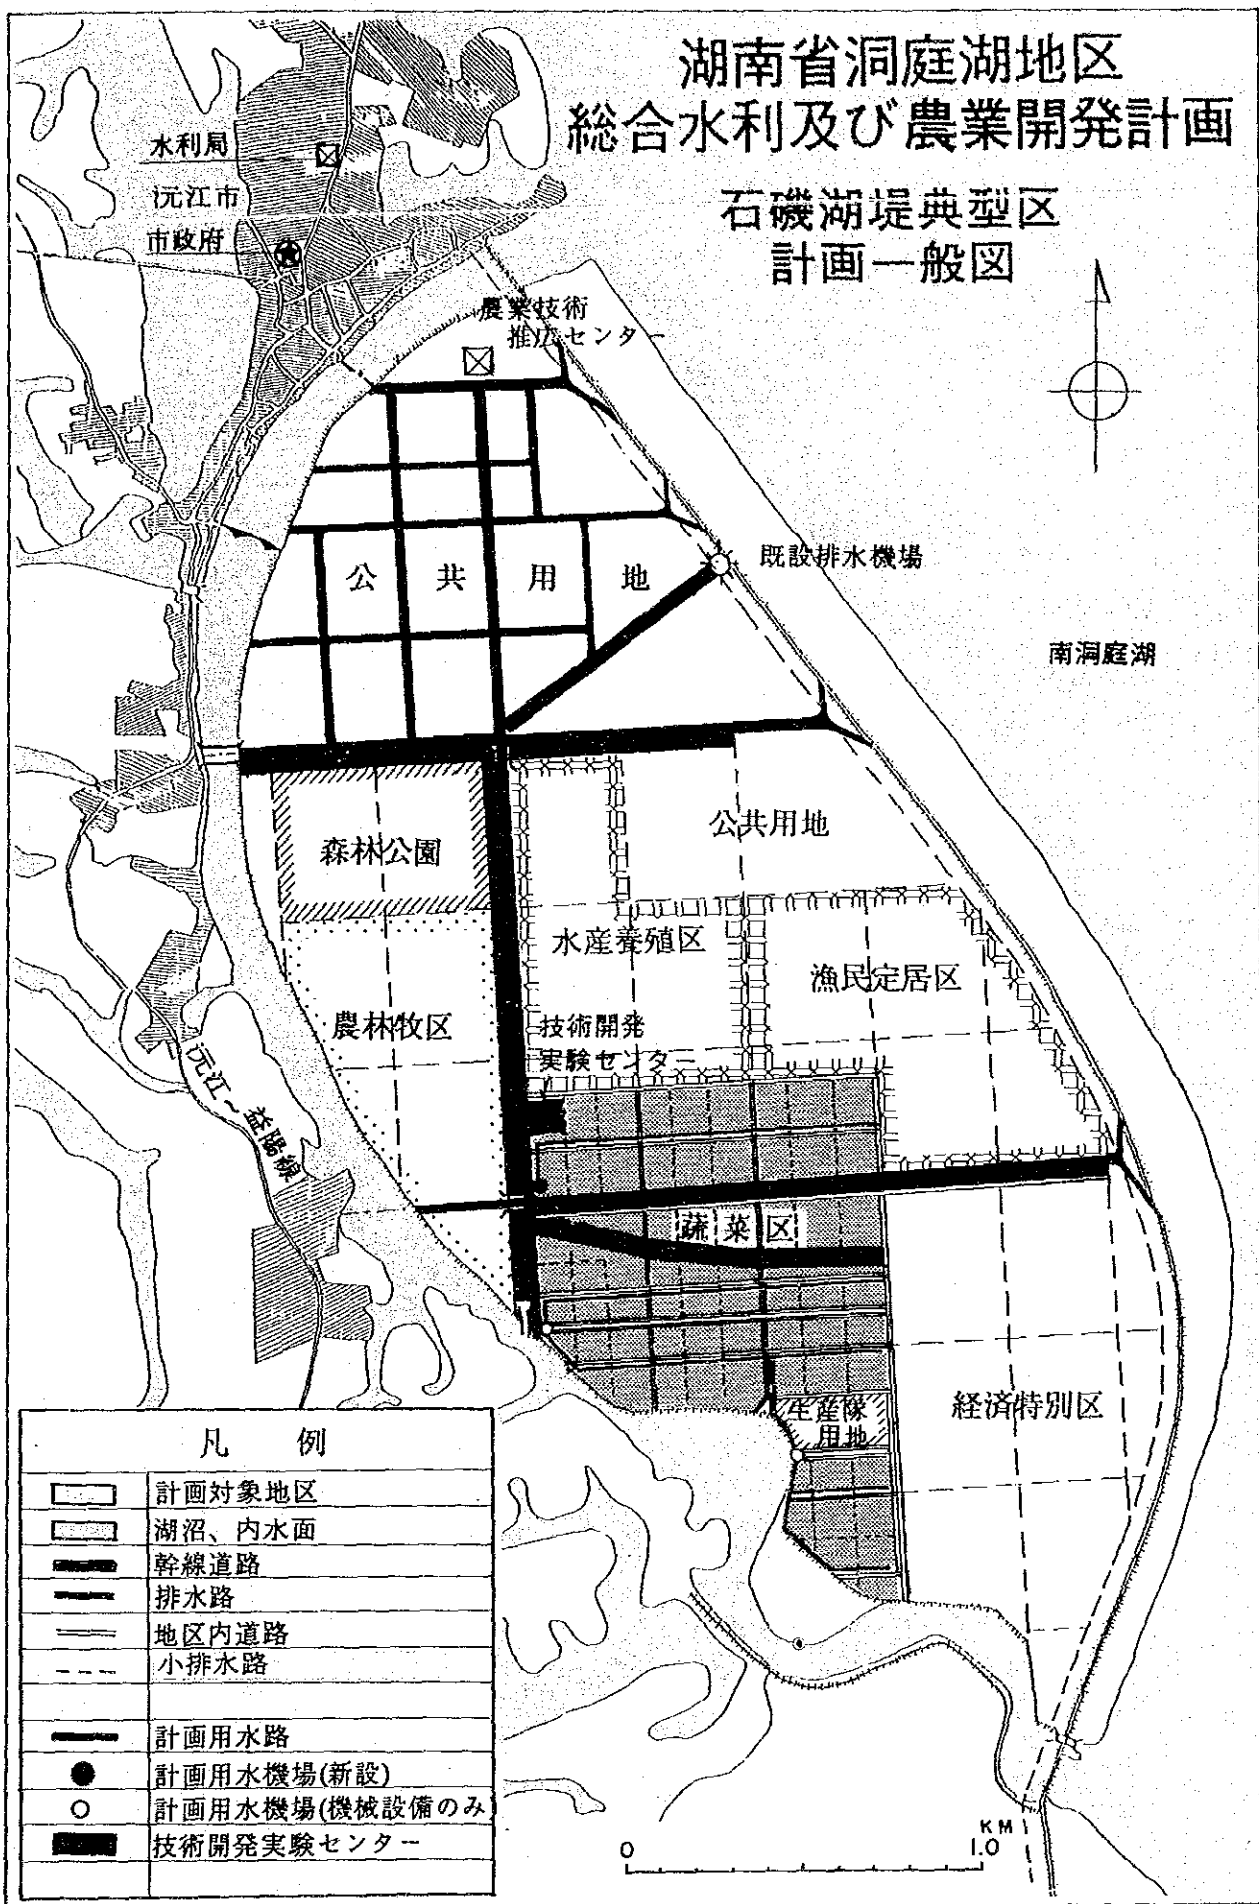 湖南省洞庭湖地区
総合水利及び農業開発計画
石磯湖堤典型区
計画一般図
水利局
沅江市
市政府
農業技術
推広センター
既設排水機場
公共用地
南洞庭湖
公共用地
森林公園
水産養殖区
漁民定居区
農林牧区
技術開発
実験センター
沅江~益陽線
蔬菜区
経済特別区
生産隊
用地
凡 例
計画対象地区
湖沼、内水面
幹線道路
排水路
地区内道路
小排水路
計画用水路
計画用水機場(新設)
計画用水機場(機械設備のみ)
技術開発実験センター
0 1.0 KM